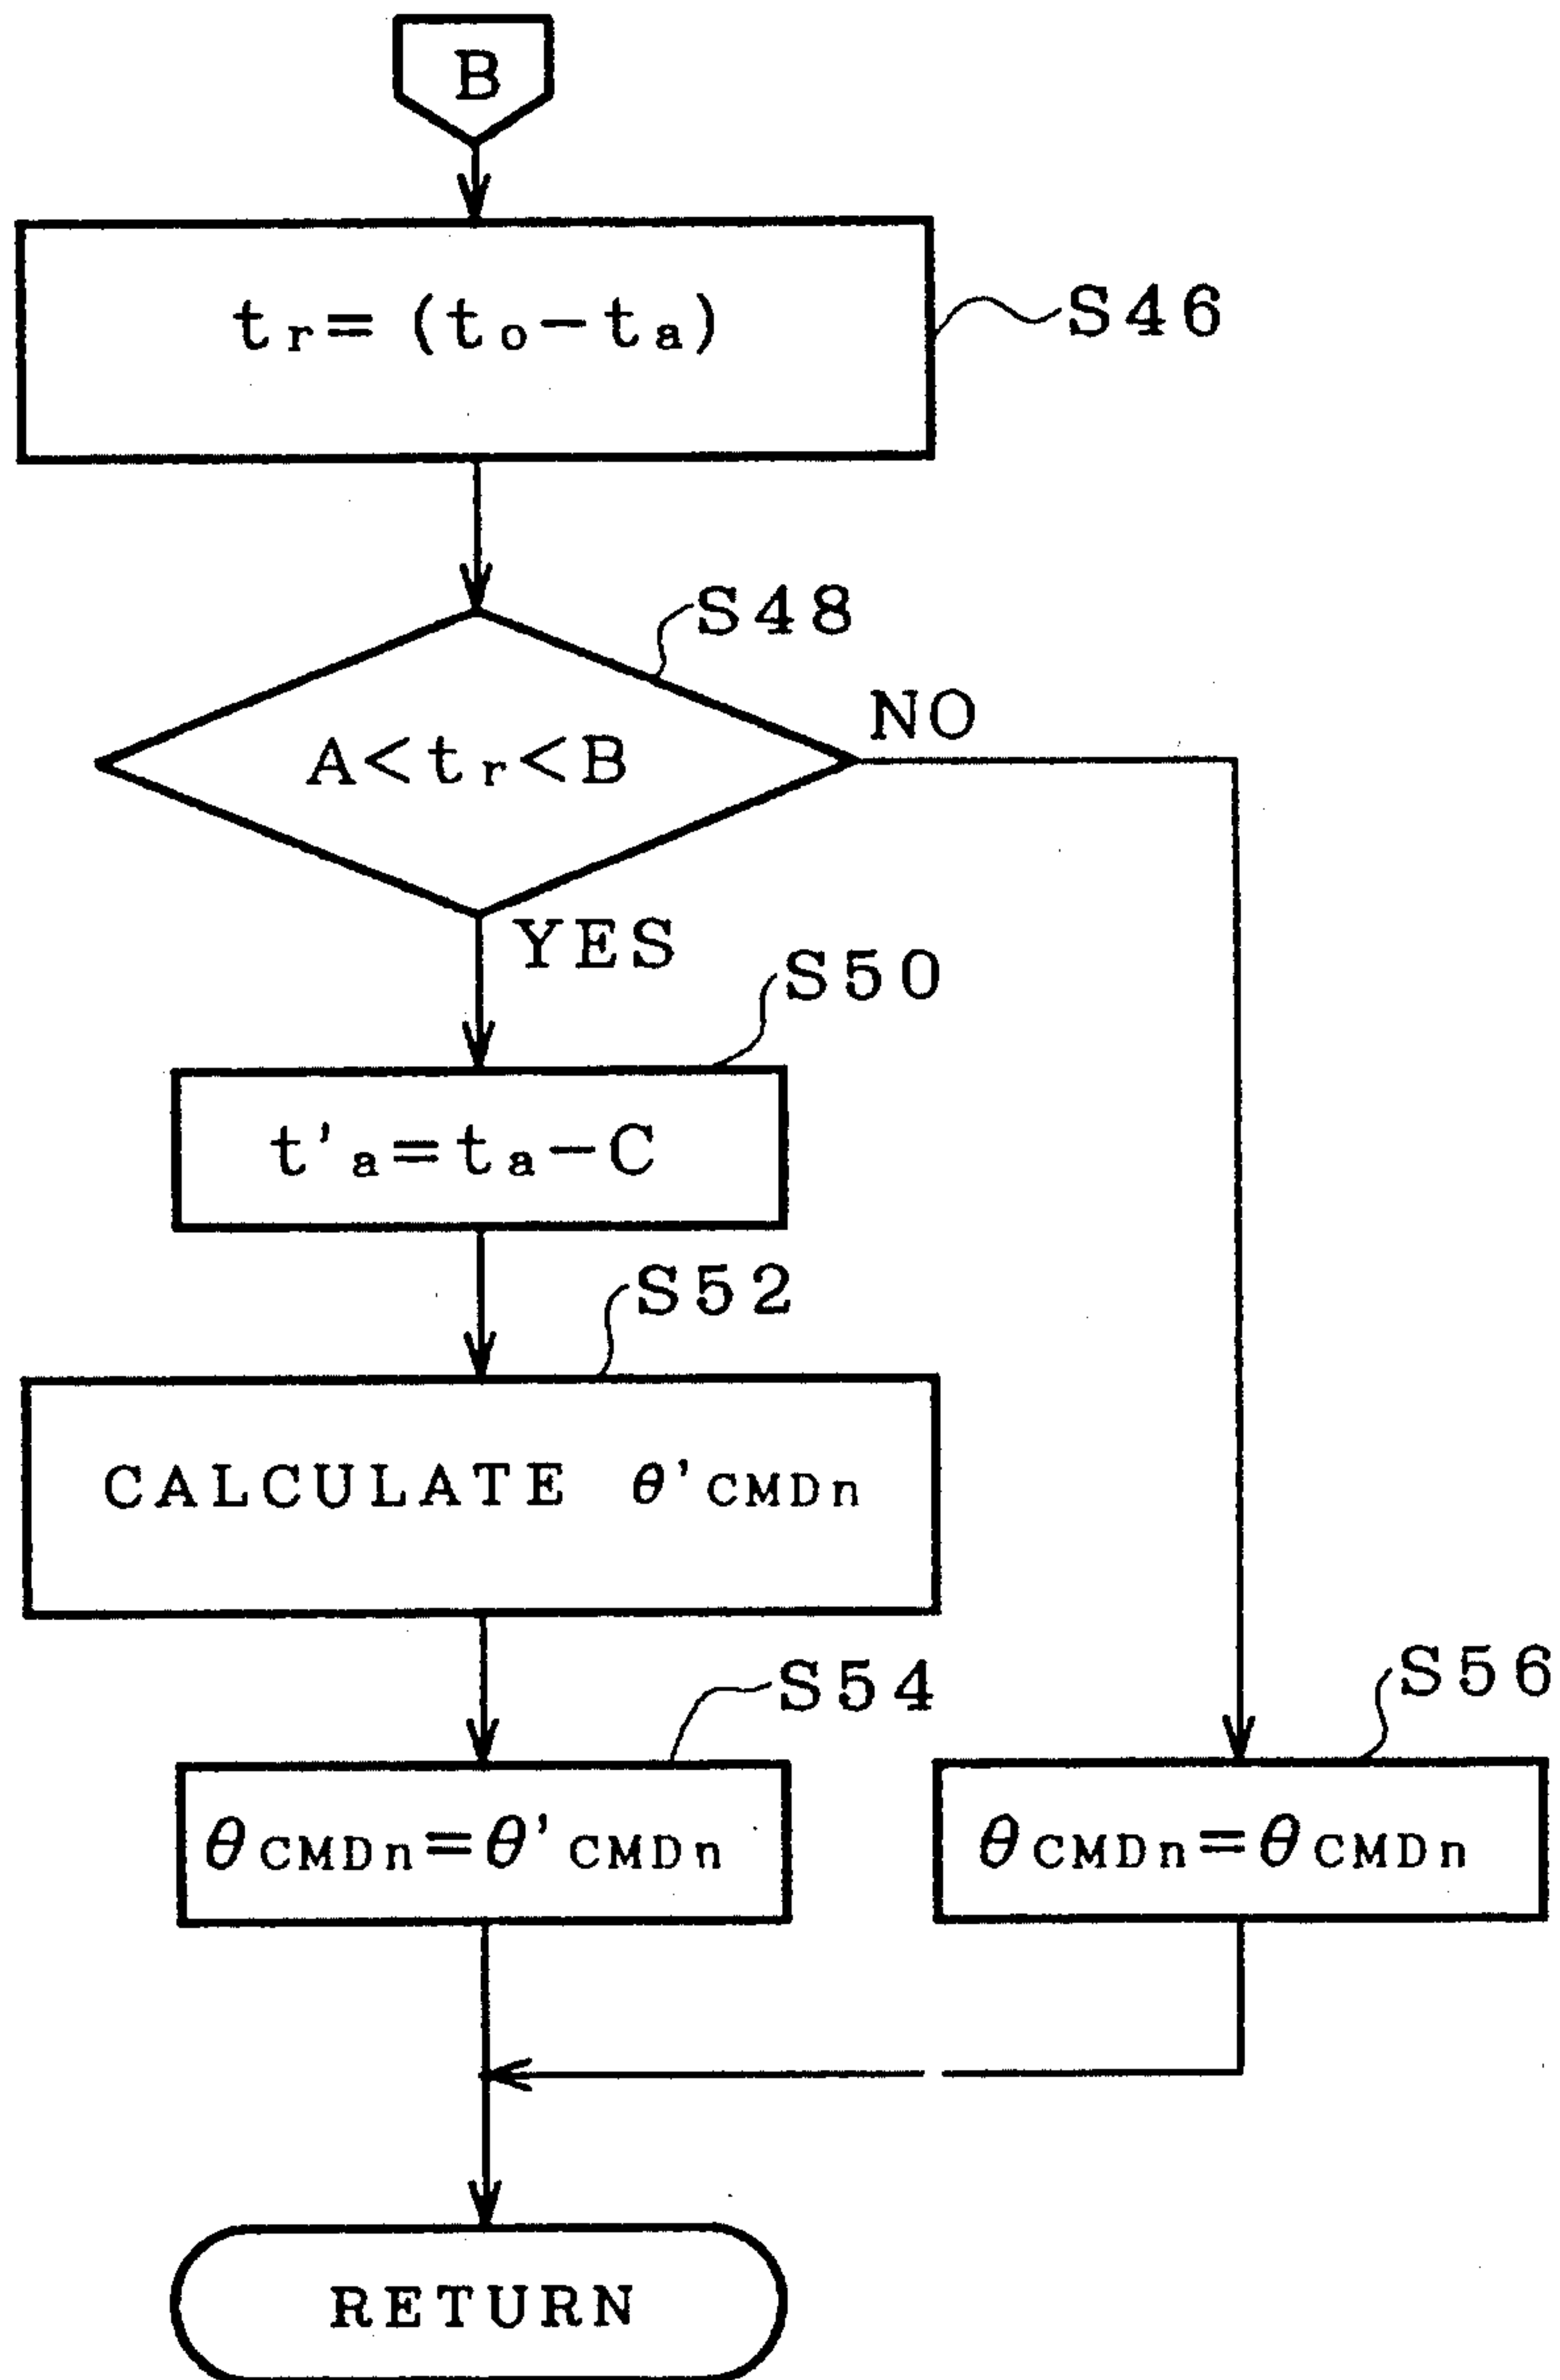 B
tr=(to-ta)
S46
S48
A<tr<B
NO
YES
S50
t'a=ta-C
S52
CALCULATE θ'CMDn
S54
S56
θCMDn=θ'CMDn
θCMDn=θCMDn
RETURN